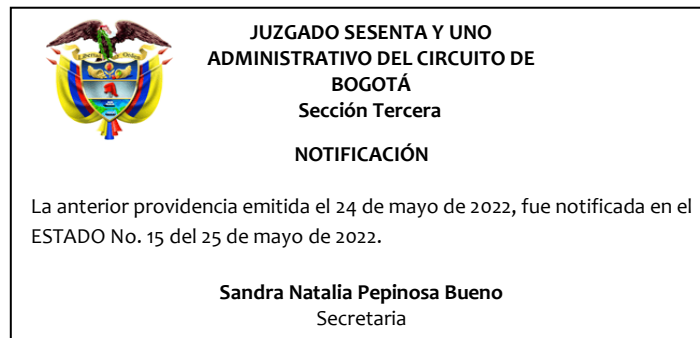 JUZGADO SESENTA Y UNO
ADMINISTRATIVO DEL CIRCUITO DE
BOGOTÁ
Sección Tercera
NOTIFICACIÓN
La anterior providencia emitida el 24 de mayo de 2022, fue notificada en el
ESTADO No. 15 del 25 de mayo de 2022.
Sandra Natalia Pepinosa Bueno
Secretaria